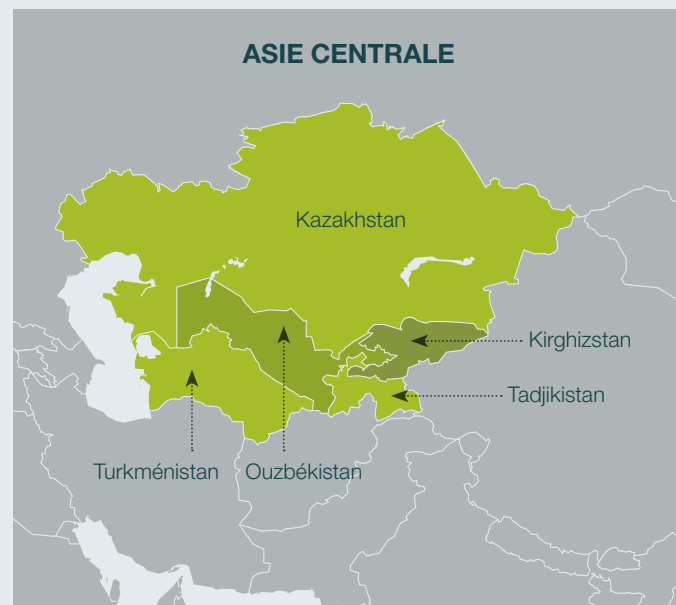 ASIE CENTRALE
Kazakhstan
Kirghizstan
Tadjikistan
Turkménistan
Ouzbékistan